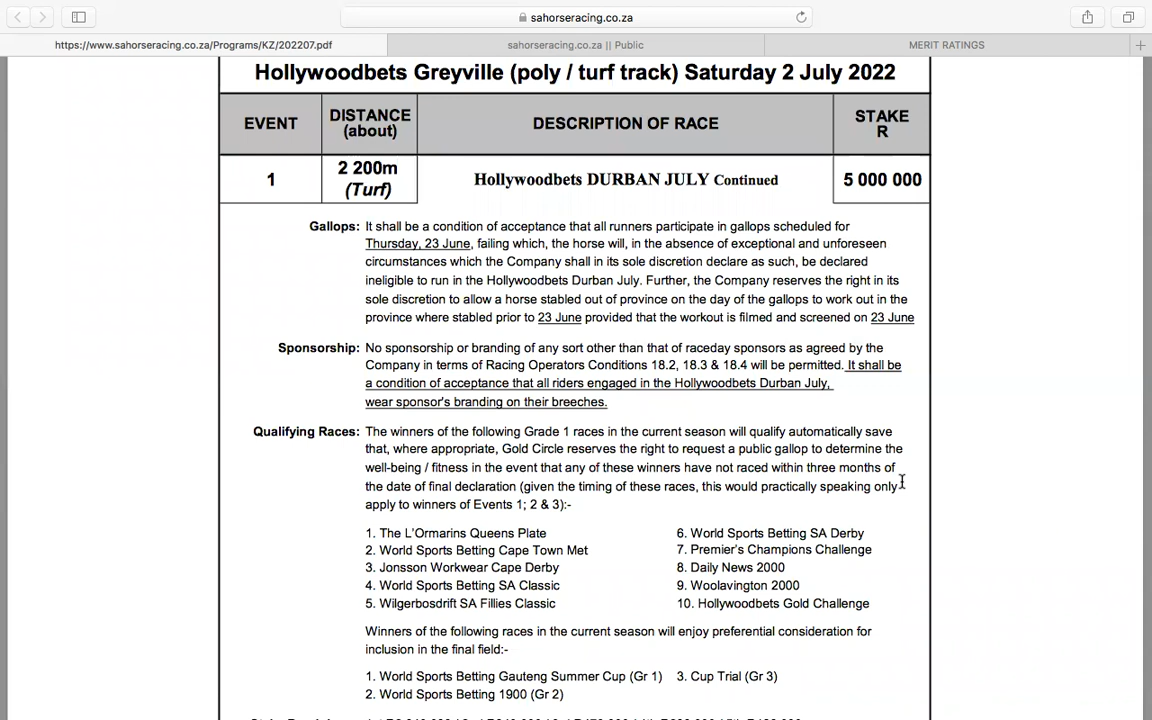 sahorseracing.co.za
https://www.sahorseracing.co.za/Programs/KZ/202207.pdf
sahorseracing.co.za || Public
MERIT RATINGS
Hollywoodbets Greyville (poly / turf track) Saturday 2 July 2022
EVENT
DISTANCE
(about)
DESCRIPTION OF RACE
STAKE
R
1
2 200m
(Turf)
Hollywoodbets DURBAN JULY Continued
5 000 000
Gallops: It shall be a condition of acceptance that all runners participate in gallops scheduled for
Thursday, 23 June, failing which, the horse will, in the absence of exceptional and unforeseen
circumstances which the Company shall in its sole discretion declare as such, be declared
ineligible to run in the Hollywoodbets Durban July. Further, the Company reserves the right in its
sole discretion to allow a horse stabled out of province on the day of the gallops to work out in the
province where stabled prior to 23 June provided that the workout is filmed and screened on 23 June
Sponsorship: No sponsorship or branding of any sort other than that of raceday sponsors as agreed by the
Company in terms of Racing Operators Conditions 18.2, 18.3 & 18.4 will be permitted. It shall be
a condition of acceptance that all riders engaged in the Hollywoodbets Durban July,
wear sponsor's branding on their breeches.
Qualifying Races: The winners of the following Grade 1 races in the current season will qualify automatically save
that, where appropriate, Gold Circle reserves the right to request a public gallop to determine the
well-being / fitness in the event that any of these winners have not raced within three months of
the date of final declaration (given the timing of these races, this would practically speaking only
apply to winners of Events 1; 2 & 3):-
1. The L'Ormarins Queens Plate
2. World Sports Betting Cape Town Met
3. Jonsson Workwear Cape Derby
4. World Sports Betting SA Classic
5. Wilgerbosdrift SA Fillies Classic
6. World Sports Betting SA Derby
7. Premier's Champions Challenge
8. Daily News 2000
9. Woolavington 2000
10. Hollywoodbets Gold Challenge
Winners of the following races in the current season will enjoy preferential consideration for
inclusion in the final field:-
1. World Sports Betting Gauteng Summer Cup (Gr 1)
2. World Sports Betting 1900 (Gr 2)
3. Cup Trial (Gr 3)